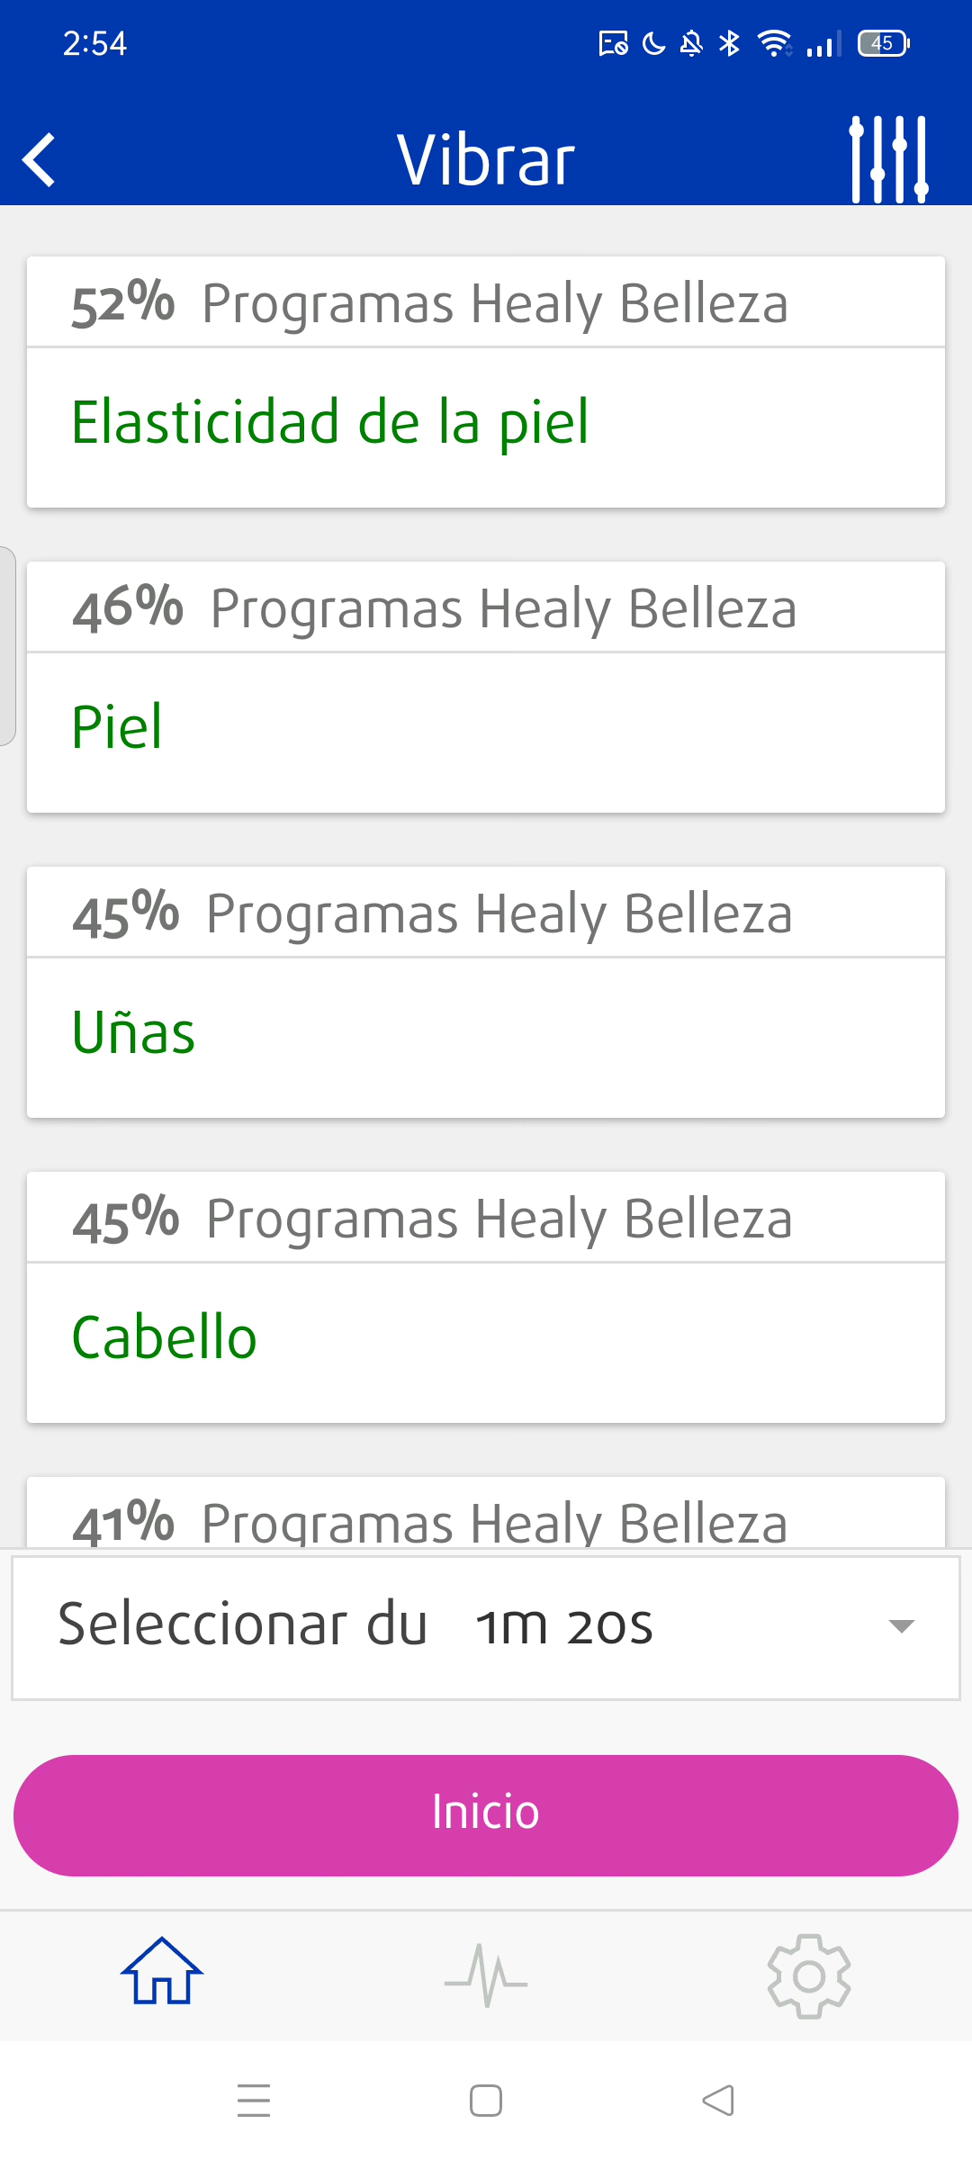 2:54
45
Vibrar
52% Programas Healy Belleza
Elasticidad de la piel
46% Programas Healy Belleza
Piel
45% Programas Healy Belleza
Uñas
45% Programas Healy Belleza
Cabello
41% Programas Healy Belleza
Seleccionar du 1m 20s
Inicio